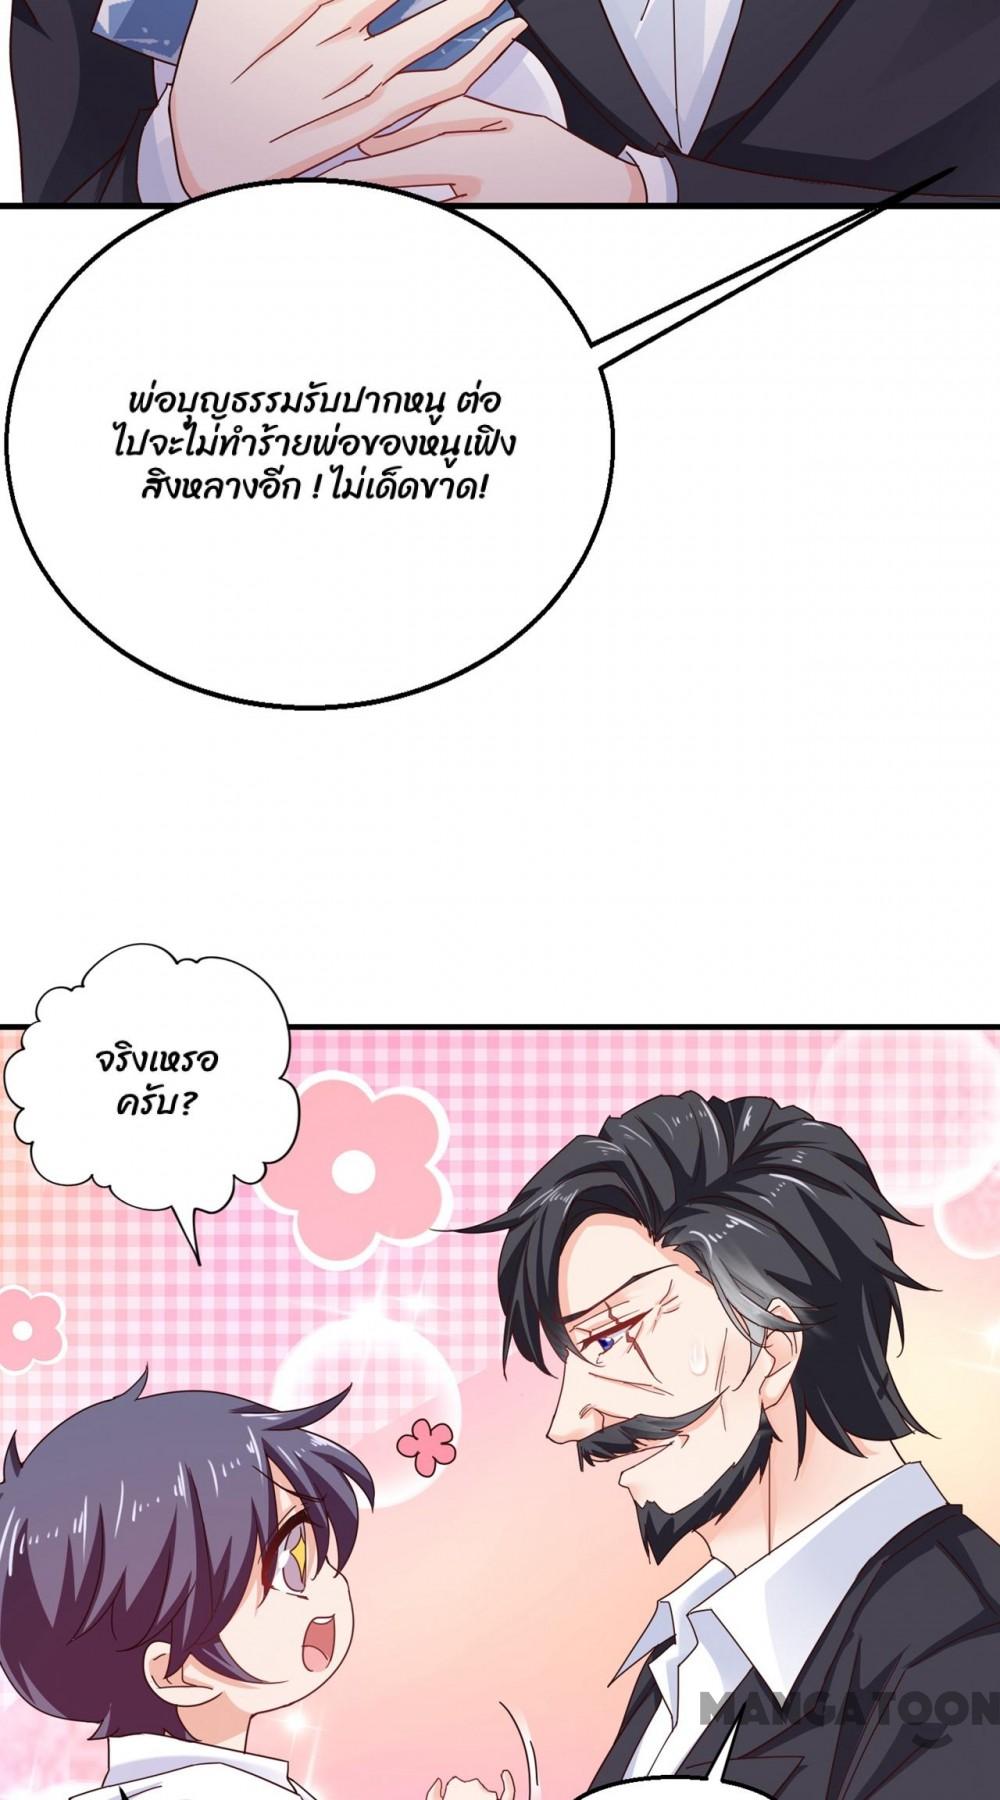 พ่อบุญธรรมรับปากหนู ต่อ
ไปจะไม่ทำร้ายพ่อของหนูเฟิง
สิงหลางอีก ! ไม่เด็ดขาด!
จริงเหรอ
ครับ?
MANGATOON